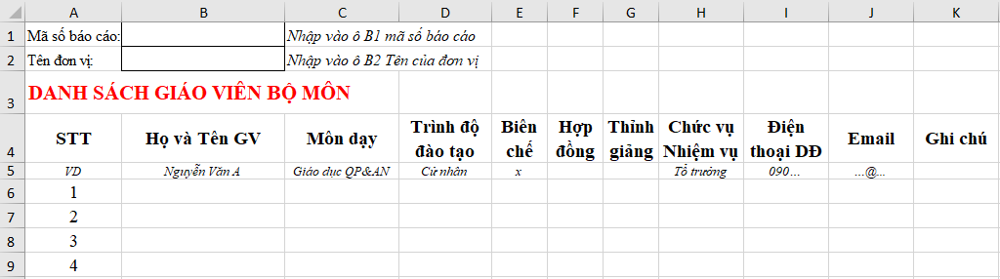 A B C D E F G H I J K
1 Mã số báo cáo: Nhập vào ô B1 mã số báo cáo
2 Tên đơn vị: Nhập vào ô B2 Tên của đơn vị
3 DANH SÁCH GIÁO VIÊN BỘ MÔN
4 STT Họ và Tên GV Môn dạy Trình độ đào tạo Biên chế Hợp đồng Thỉnh giảng Chức vụ Nhiệm vụ Điện thoại DĐ Email Ghi chú
5 VD Nguyễn Văn A Giáo dục QP&AN Cử nhân x Tổ trưởng 090... ...@...
6 1
7 2
8 3
9 4